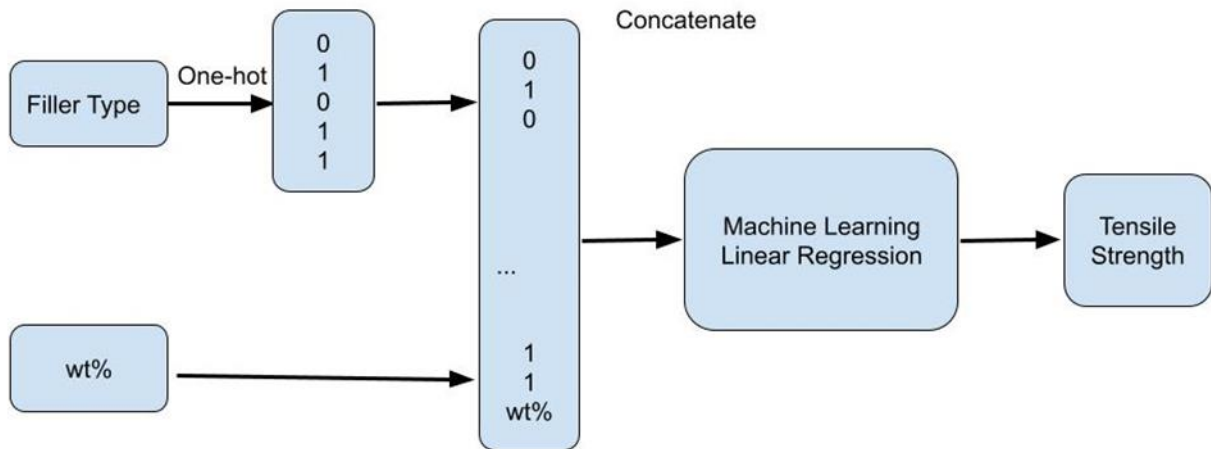 Concatenate
Filler Type
One-hot
0
1
0
1
1
0
1
0
...
1
1
wt%
wt%
Machine Learning
Linear Regression
Tensile
Strength